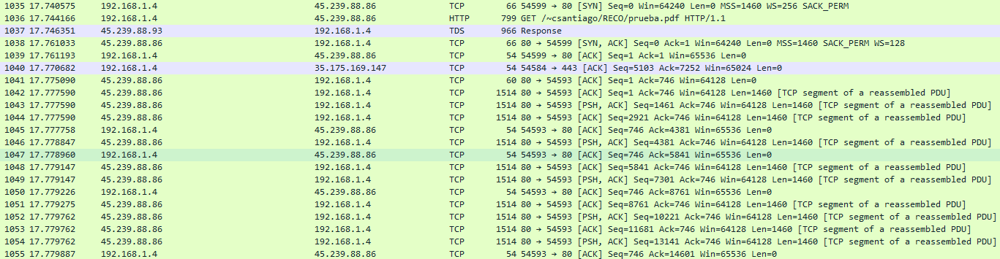 1035 17.740575 192.168.1.4 45.239.88.86 TCP 66 54599 → 80 [SYN] Seq=0 Win=64240 Len=0 MSS=1460 WS=256 SACK_PERM
1036 17.744166 192.168.1.4 45.239.88.86 HTTP 799 GET /~csantiago/RECO/prueba.pdf HTTP/1.1
1037 17.746351 45.239.88.93 192.168.1.4 TDS 966 Response
1038 17.761033 45.239.88.86 192.168.1.4 TCP 66 80 → 54599 [SYN, ACK] Seq=0 Ack=1 Win=64240 Len=0 MSS=1460 SACK_PERM WS=128
1039 17.761193 192.168.1.4 45.239.88.86 TCP 54 54599 → 80 [ACK] Seq=1 Ack=1 Win=65536 Len=0
1040 17.770682 192.168.1.4 35.175.169.147 TCP 54 54584 → 443 [ACK] Seq=5103 Ack=7252 Win=65024 Len=0
1041 17.775090 45.239.88.86 192.168.1.4 TCP 60 80 → 54593 [ACK] Seq=1 Ack=746 Win=64128 Len=0
1042 17.777590 45.239.88.86 192.168.1.4 TCP 1514 80 → 54593 [ACK] Seq=1 Ack=746 Win=64128 Len=1460 [TCP segment of a reassembled PDU]
1043 17.777590 45.239.88.86 192.168.1.4 TCP 1514 80 → 54593 [PSH, ACK] Seq=1461 Ack=746 Win=64128 Len=1460 [TCP segment of a reassembled PDU]
1044 17.777590 45.239.88.86 192.168.1.4 TCP 1514 80 → 54593 [ACK] Seq=2921 Ack=746 Win=64128 Len=1460 [TCP segment of a reassembled PDU]
1045 17.777758 192.168.1.4 45.239.88.86 TCP 54 54593 → 80 [ACK] Seq=746 Ack=4381 Win=65536 Len=0
1046 17.778847 45.239.88.86 192.168.1.4 TCP 1514 80 → 54593 [PSH, ACK] Seq=4381 Ack=746 Win=64128 Len=1460 [TCP segment of a reassembled PDU]
1047 17.778960 192.168.1.4 45.239.88.86 TCP 54 54593 → 80 [ACK] Seq=746 Ack=5841 Win=65536 Len=0
1048 17.779147 45.239.88.86 192.168.1.4 TCP 1514 80 → 54593 [ACK] Seq=5841 Ack=746 Win=64128 Len=1460 [TCP segment of a reassembled PDU]
1049 17.779147 45.239.88.86 192.168.1.4 TCP 1514 80 → 54593 [PSH, ACK] Seq=7301 Ack=746 Win=64128 Len=1460 [TCP segment of a reassembled PDU]
1050 17.779226 192.168.1.4 45.239.88.86 TCP 54 54593 → 80 [ACK] Seq=746 Ack=8761 Win=65536 Len=0
1051 17.779275 45.239.88.86 192.168.1.4 TCP 1514 80 → 54593 [ACK] Seq=8761 Ack=746 Win=64128 Len=1460 [TCP segment of a reassembled PDU]
1052 17.779762 45.239.88.86 192.168.1.4 TCP 1514 80 → 54593 [PSH, ACK] Seq=10221 Ack=746 Win=64128 Len=1460 [TCP segment of a reassembled PDU]
1053 17.779762 45.239.88.86 192.168.1.4 TCP 1514 80 → 54593 [ACK] Seq=11681 Ack=746 Win=64128 Len=1460 [TCP segment of a reassembled PDU]
1054 17.779762 45.239.88.86 192.168.1.4 TCP 1514 80 → 54593 [PSH, ACK] Seq=13141 Ack=746 Win=64128 Len=1460 [TCP segment of a reassembled PDU]
1055 17.779887 192.168.1.4 45.239.88.86 TCP 54 54593 → 80 [ACK] Seq=746 Ack=14601 Win=65536 Len=0